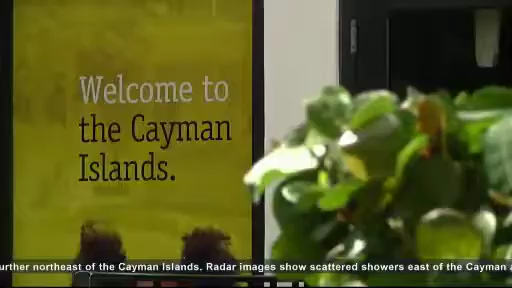 Welcome to
the Cayman
Islands.
urther northeast of the Cayman Islands. Radar images show scattered showers east of the Cayman a